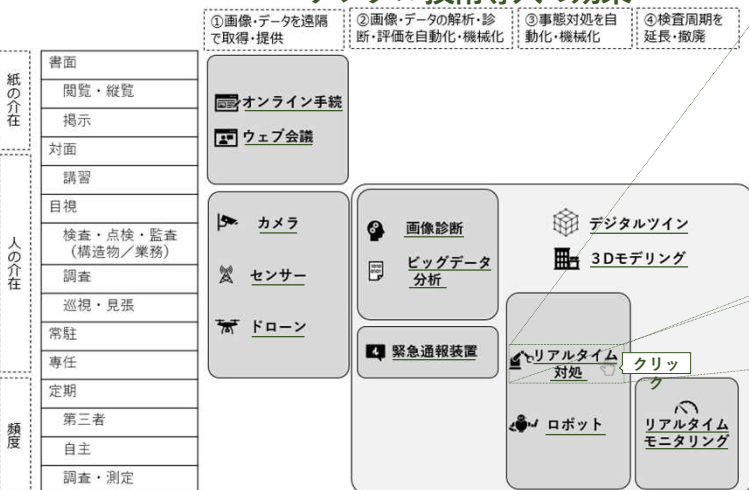 ①画像・データを遠隔
で取得・提供
②画像・データの解析・診
断・評価を自動化・機械化
③事態対処を自
動化・機械化
④検査周期を
延長・撤廃
紙の介在
書面
閲覧・縦覧
掲示
人の介在
対面
講習
目視
検査・点検・監査
(構造物/業務)
調査
巡視・見張
常駐
専任
頻度
定期
第三者
自主
調査・測定
オンライン手続
ウェブ会議
カメラ
センサー
ドローン
画像診断
ビッグデータ
分析
緊急通報装置
デジタルツイン
3Dモデリング
リアルタイム
対処
クリッ
ク
ロボット
リアルタイム
モニタリング